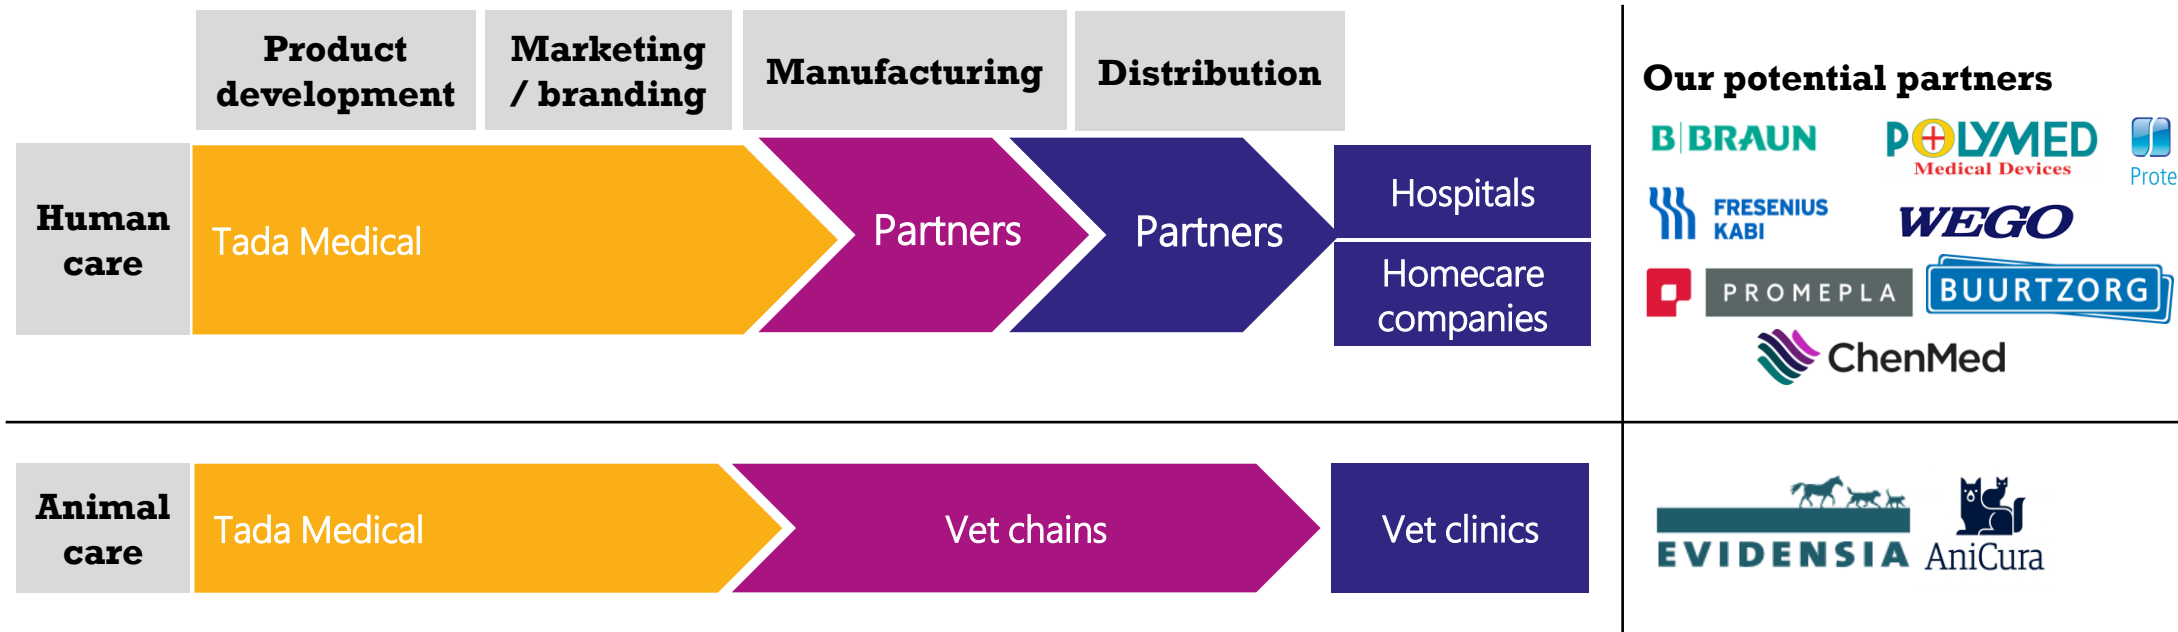 Product
development
Marketing
/ branding
Manufacturing
Distribution
Our potential partners
Human
care
Tada Medical
Partners
Partners
Hospitals
Homecare
companies
B|BRAUN
POLYMED
Medical Devices
Prote
FRESENIUS
KABI
WEGO
PROMEPLA
BUURTZORG
ChenMed
Animal
care
Tada Medical
Vet chains
Vet clinics
EVIDENSIA
AniCura